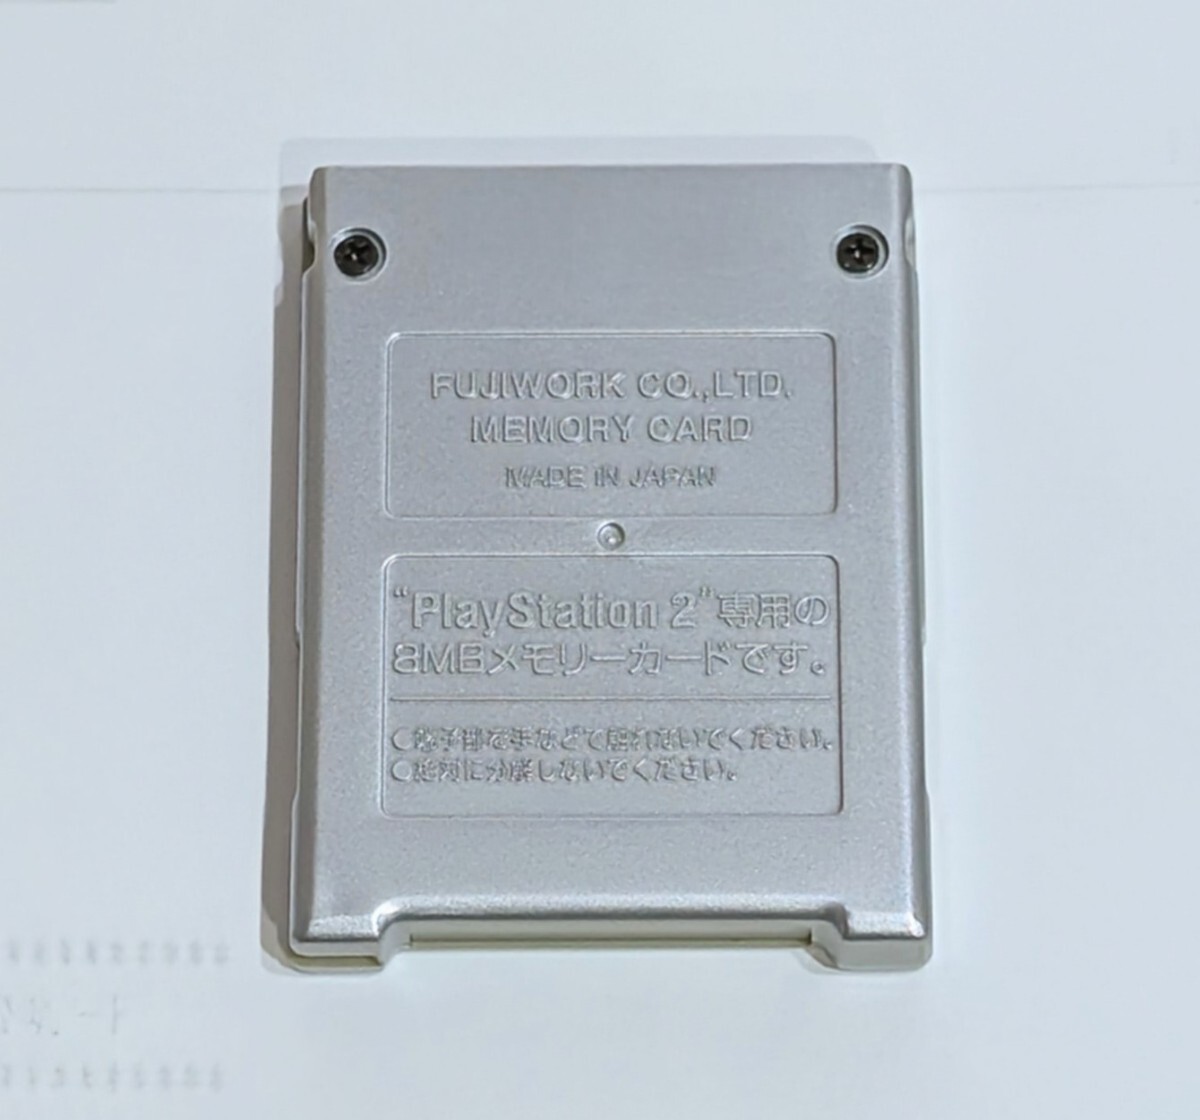 FUJIWORK CO.,LTD.
MEMORY CARD
MADE IN JAPAN
“PlayStation 2”専用の
8MBメモリーカードです。
○端子部を手などで触れないでください。
○絶対に分解しないでください。